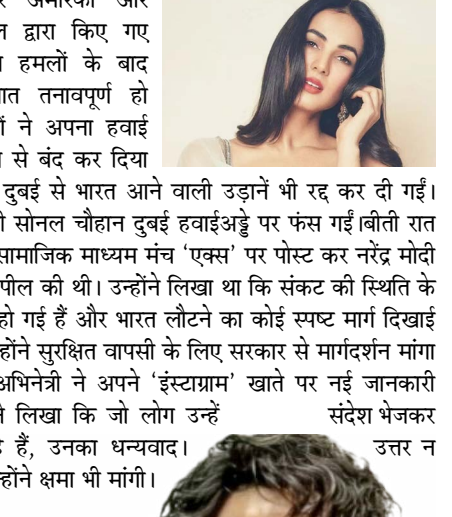 अमेरिका और
द्वारा किए गए
हमलों के बाद
तनावपूर्ण हो
ने अपना हवाई
से बंद कर दिया
दुबई से भारत आने वाली उड़ानें भी रद्द कर दी गईं।
सोनल चौहान दुबई हवाईअड्डे पर फंस गईं।बीती रात
सामाजिक माध्यम मंच ‘एक्स’ पर पोस्ट कर नरेंद्र मोदी
की थी। उन्होंने लिखा था कि संकट की स्थिति के
हो गई हैं और भारत लौटने का कोई स्पष्ट मार्ग दिखाई
सुरक्षित वापसी के लिए सरकार से मार्गदर्शन मांगा
अभिनेत्री ने अपने ‘इंस्टाग्राम’ खाते पर नई जानकारी
लिखा कि जो लोग उन्हें संदेश भेजकर
हैं, उनका धन्यवाद। उत्तर न
क्षमा भी मांगी।